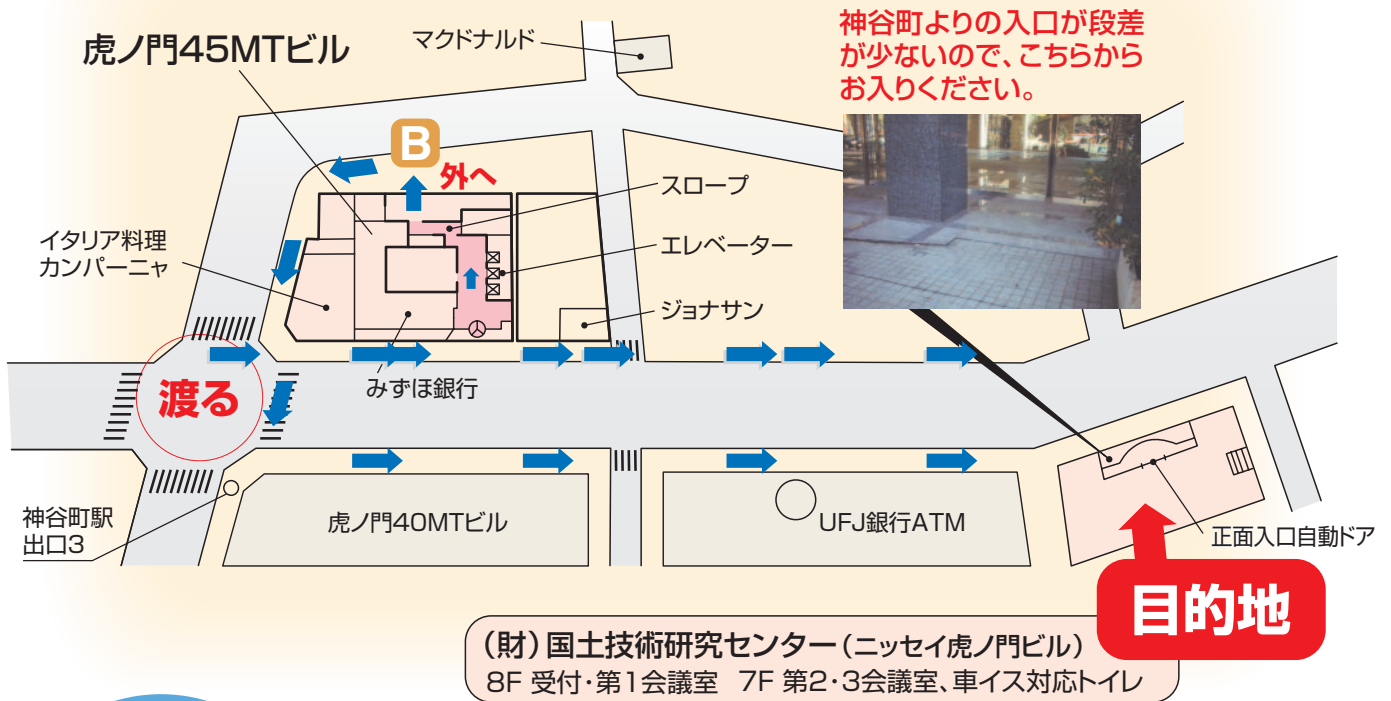 神谷町よりの入口が段差
が少ないので、こちらから
お入りください。
虎ノ門45MTビル
マクドナルド
B
外へ
スロープ
イタリア料理
カンパーニャ
エレベーター
ジョナサン
みずほ銀行
渡る
神谷町駅
出口3
虎ノ門40MTビル
UFJ銀行ATM
正面入口自動ドア
目的地
(財)国土技術研究センター(ニッセイ虎ノ門ビル)
8F 受付・第1会議室 7F 第2・3会議室、車イス対応トイレ